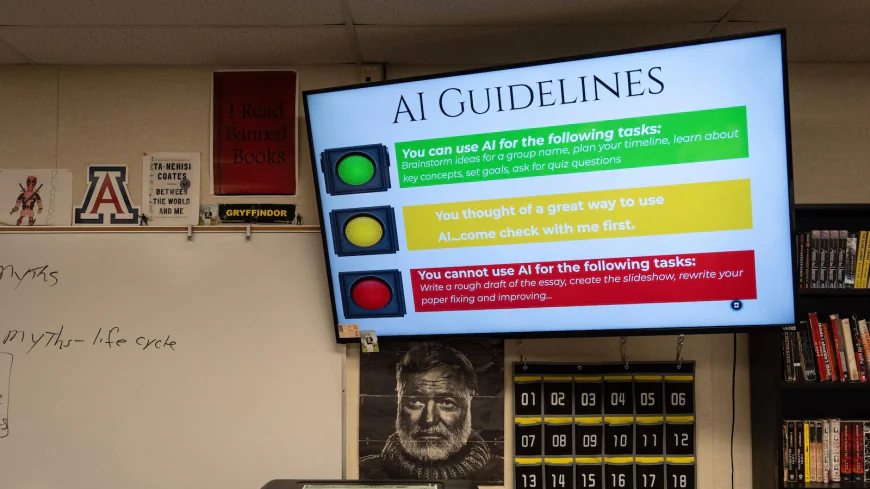 AI GUIDELINES
You can use AI for the following tasks:
Brainstorm ideas for a group name, plan your timeline, learn about
key concepts, set goals, ask for quiz questions
You thought of a great way to use
AI...come check with me first.
You cannot use AI for the following tasks:
Write a rough draft of the essay, create the slideshow, rewrite your
paper fixing and improving...
I Read
Banned
Books
A
TA-NEHISI
COATES
BETWEEN
THE WORLD
AND ME
GRYFFINDOR
myths
myths-life cycle
01 02 03 04 05 06
07 08 09 10 11 12
13 14 15 16 17 18